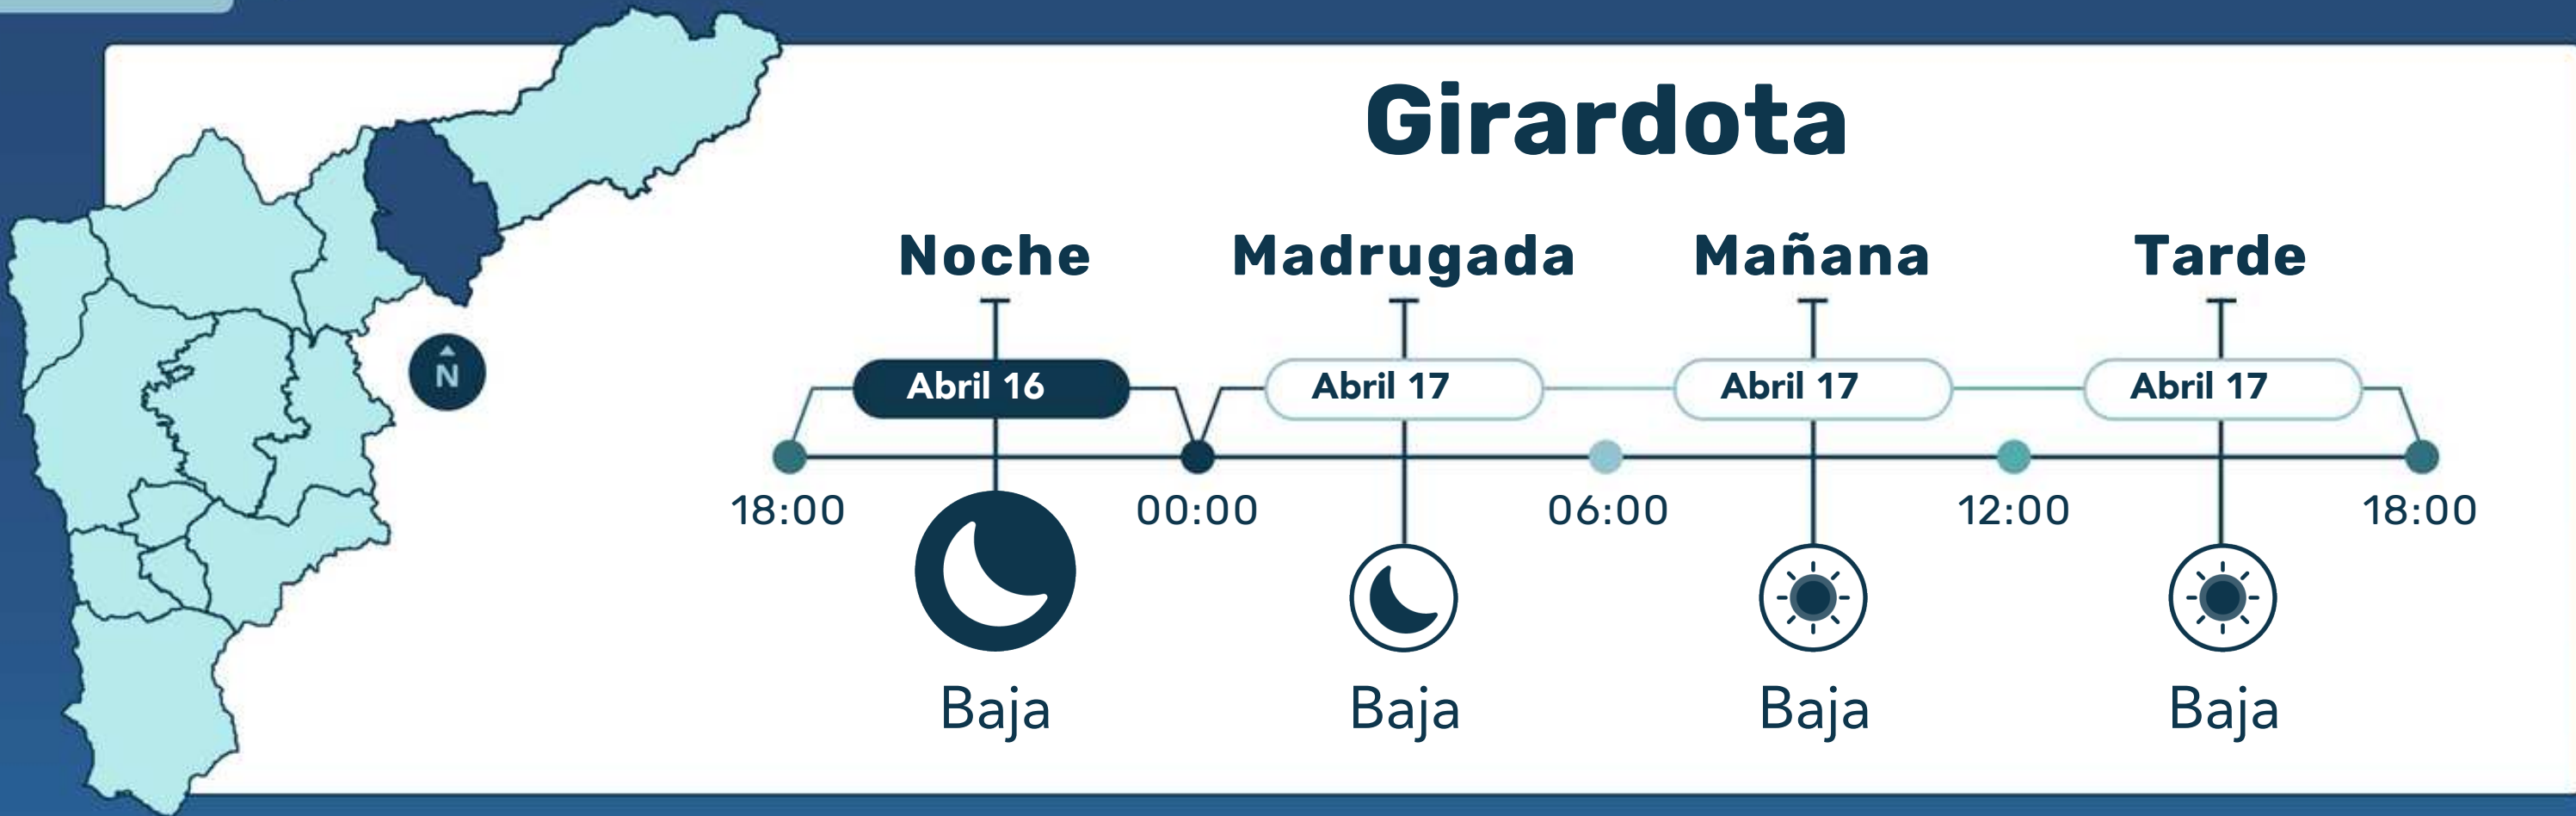 Girardota
Noche
Madrugada
Mañana
Tarde
Abril 16
Abril 17
Abril 17
Abril 17
N
18:00
00:00
06:00
12:00
18:00
Baja
Baja
Baja
Baja